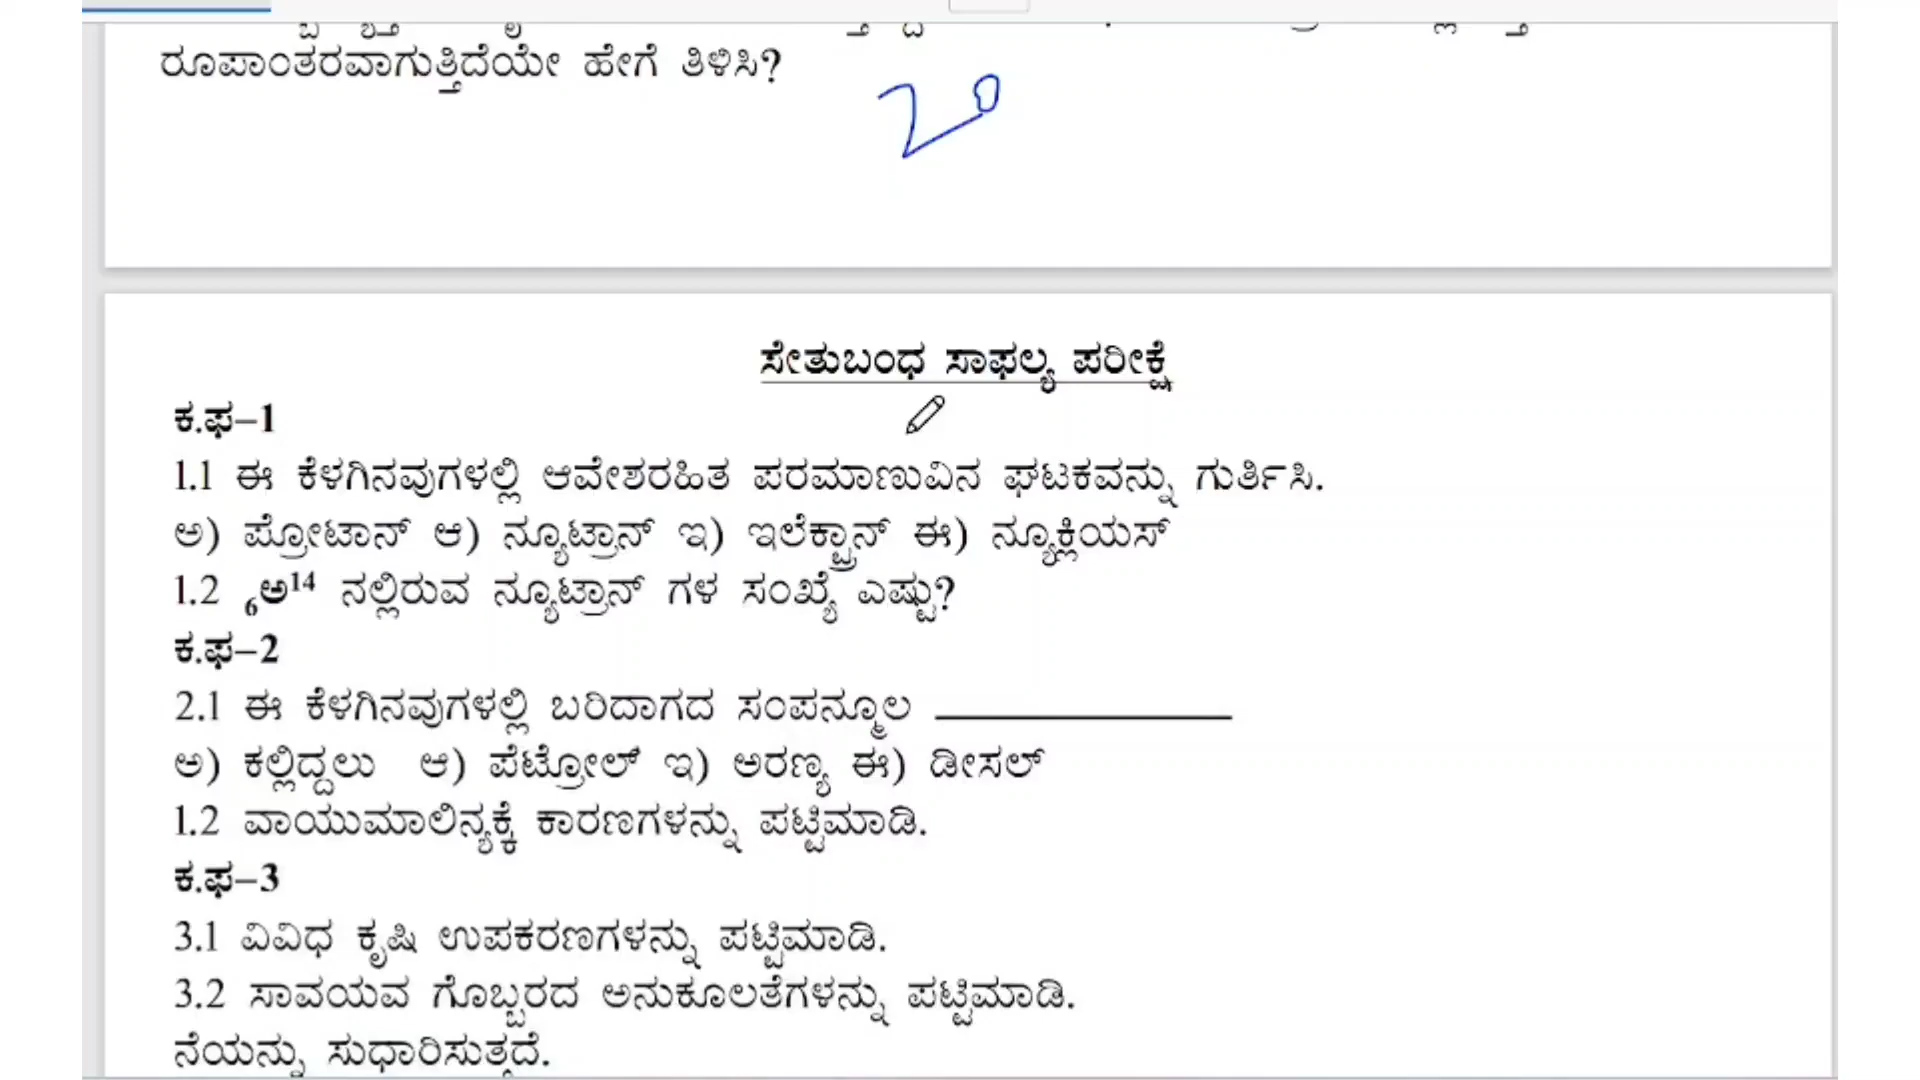 ರೂಪಾಂತರವಾಗುತ್ತಿದೆಯೇ ಹೇಗೆ ತಿಳಿಸಿ?
20
ಸೇತುಬಂಧ ಸಾಫಲ್ಯ ಪರೀಕ್ಷೆ
ಕ.ಫ–1
1.1 ಈ ಕೆಳಗಿನವುಗಳಲ್ಲಿ ಆವೇಶರಹಿತ ಪರಮಾಣುವಿನ ಘಟಕವನ್ನು ಗುರ್ತಿಸಿ.
ಅ) ಪ್ರೋಟಾನ್ ಆ) ನ್ಯೂಟ್ರಾನ್ ಇ) ಇಲೆಕ್ಟ್ರಾನ್ ಈ) ನ್ಯೂಕ್ಲಿಯಸ್
1.2 ₆ಅ¹⁴ ನಲ್ಲಿರುವ ನ್ಯೂಟ್ರಾನ್ ಗಳ ಸಂಖ್ಯೆ ಎಷ್ಟು?
ಕ.ಫ–2
2.1 ಈ ಕೆಳಗಿನವುಗಳಲ್ಲಿ ಬರಿದಾಗದ ಸಂಪನ್ಮೂಲ ______________
ಅ) ಕಲ್ಲಿದ್ದಲು ಆ) ಪೆಟ್ರೋಲ್ ಇ) ಅರಣ್ಯ ಈ) ಡೀಸಲ್
1.2 ವಾಯುಮಾಲಿನ್ಯಕ್ಕೆ ಕಾರಣಗಳನ್ನು ಪಟ್ಟಿಮಾಡಿ.
ಕ.ಫ–3
3.1 ವಿವಿಧ ಕೃಷಿ ಉಪಕರಣಗಳನ್ನು ಪಟ್ಟಿಮಾಡಿ.
3.2 ಸಾವಯವ ಗೊಬ್ಬರದ ಅನುಕೂಲತೆಗಳನ್ನು ಪಟ್ಟಿಮಾಡಿ.
ನೆಯನ್ನು ಸುಧಾರಿಸುತ್ತದೆ.